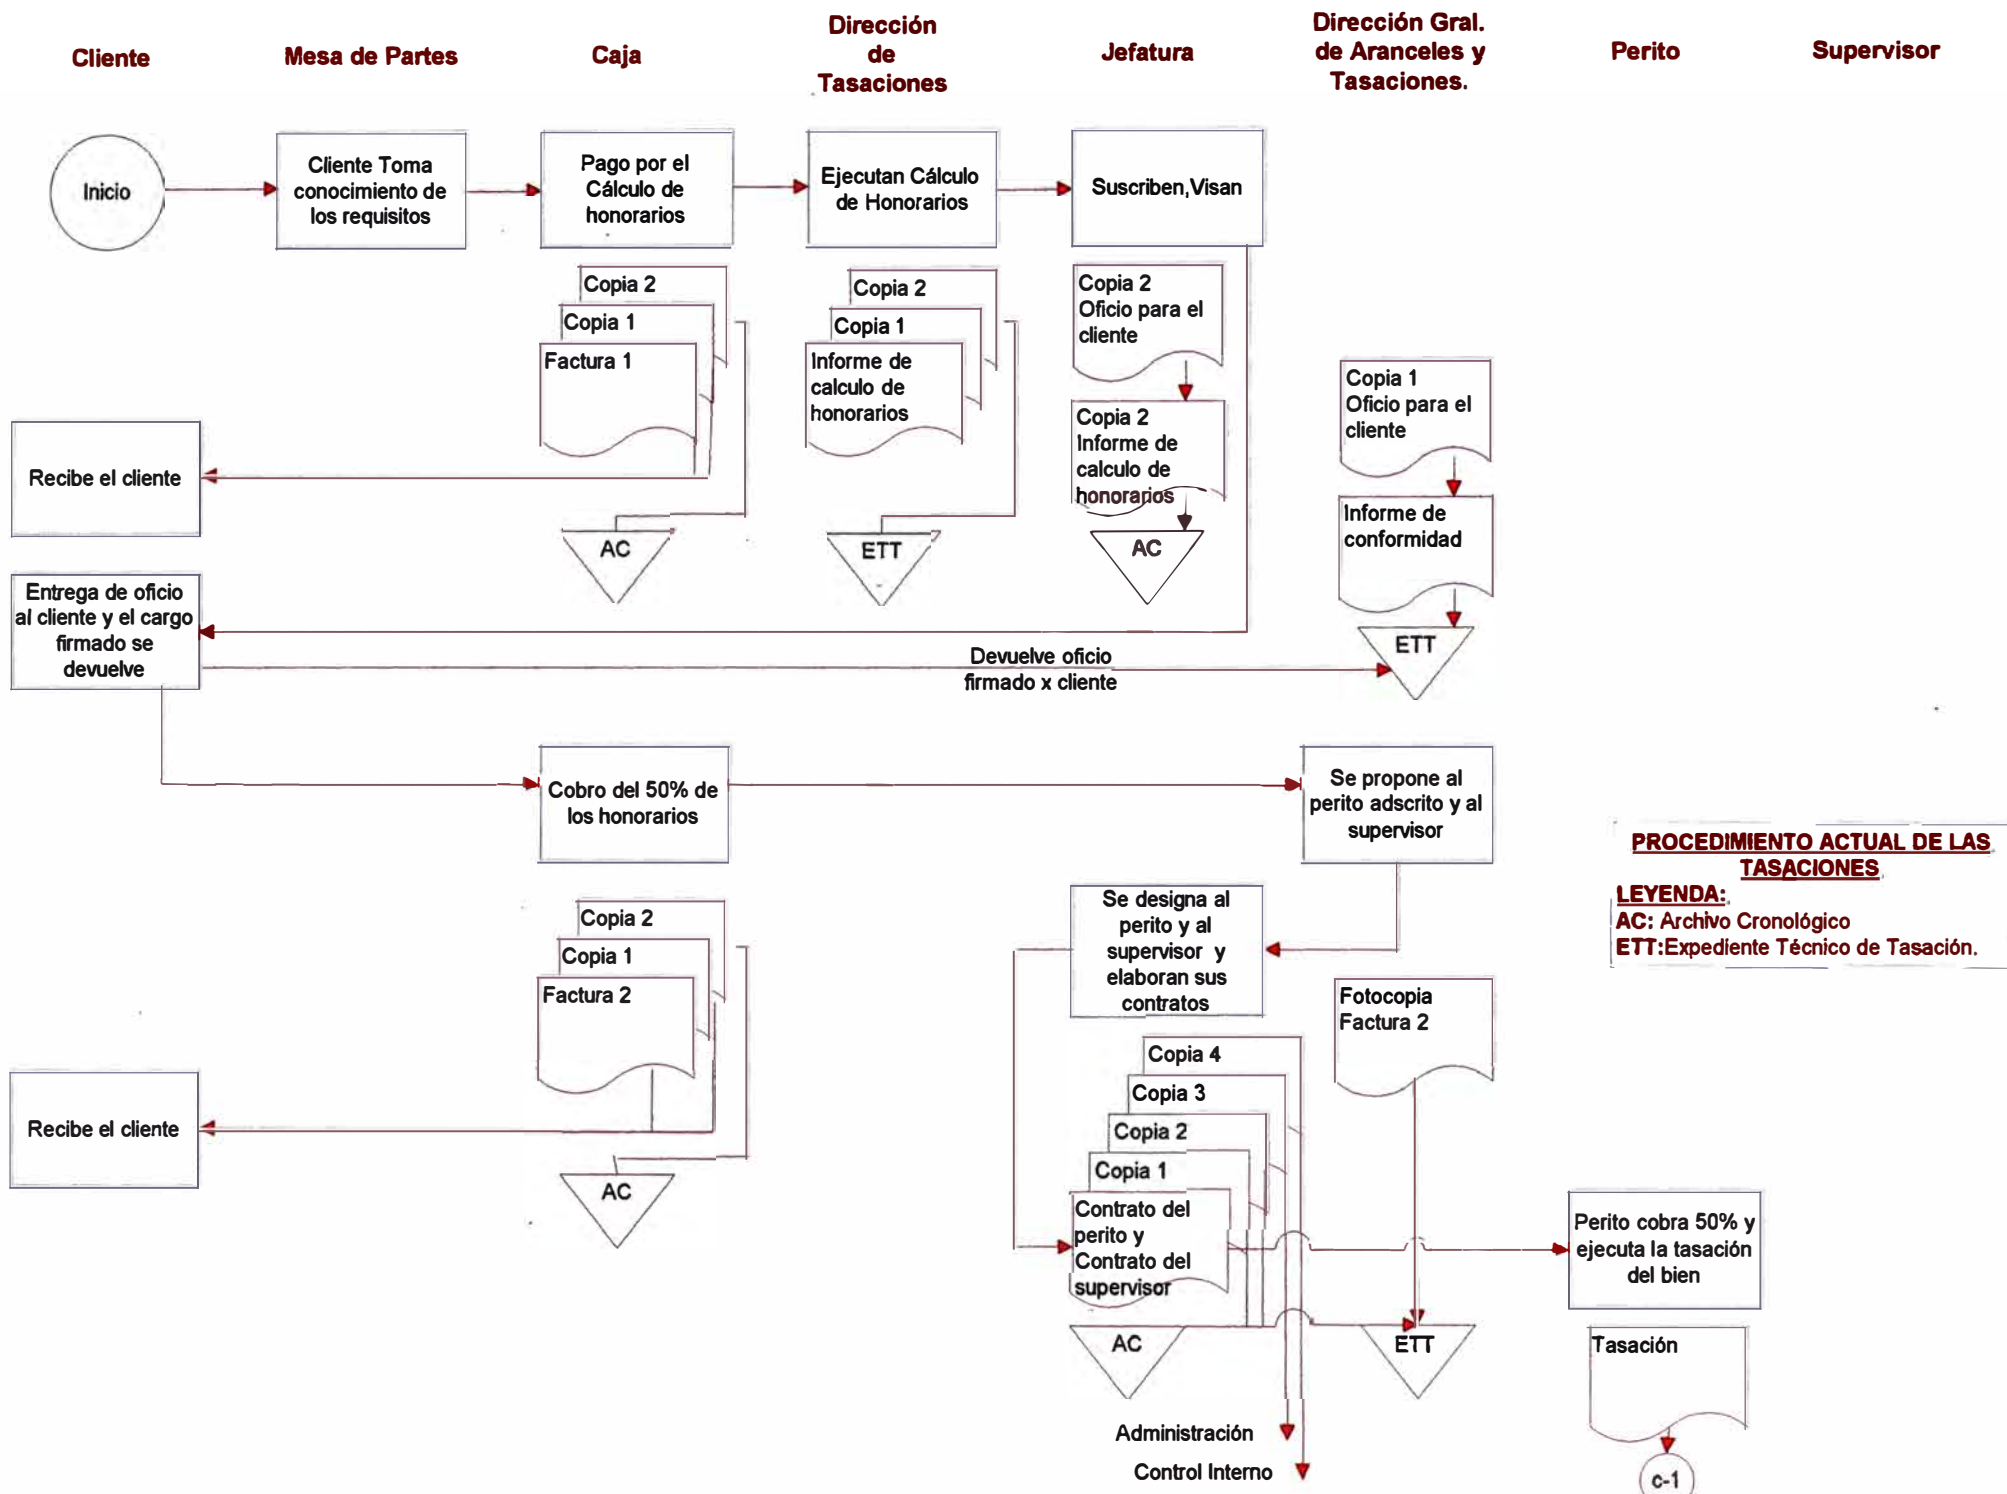 Cliente
Mesa de Partes
Caja
Dirección
de
Tasaciones
Jefatura
Dirección Gral.
de Aranceles y
Tasaciones.
Perito
Supervisor
Inicio
Cliente Toma
conocimiento de
los requisitos
Pago por el
Cálculo de
honorarios
Ejecutan Cálculo
de Honorarios
Suscriben,Visan
Copia 2
Copia 1
Factura 1
Copia 2
Copia 1
Informe de
calculo de
honorarios
Copia 2
Oficio para el
cliente
Copia 2
Informe de
calculo de
honorarios
Copia 1
Oficio para el
cliente
Informe de
conformidad
Recibe el cliente
AC
ETT
AC
ETT
Entrega de oficio
al cliente y el cargo
firmado se
devuelve
Devuelve oficio
firmado x cliente
Cobro del 50% de
los honorarios
Se propone al
perito adscrito y al
supervisor
PROCEDIMIENTO ACTUAL DE LAS
TASACIONES
LEYENDA:
AC: Archivo Cronológico
ETT:Expediente Técnico de Tasación.
Se designa al
perito y al
supervisor y
elaboran sus
contratos
Copia 2
Copia 1
Factura 2
Fotocopia
Factura 2
Recibe el cliente
AC
Copia 4
Copia 3
Copia 2
Copia 1
Contrato del
perito y
Contrato del
supervisor
Perito cobra 50% y
ejecuta la tasación
del bien
AC
ETT
Tasación
Administración
Control Interno
c-1